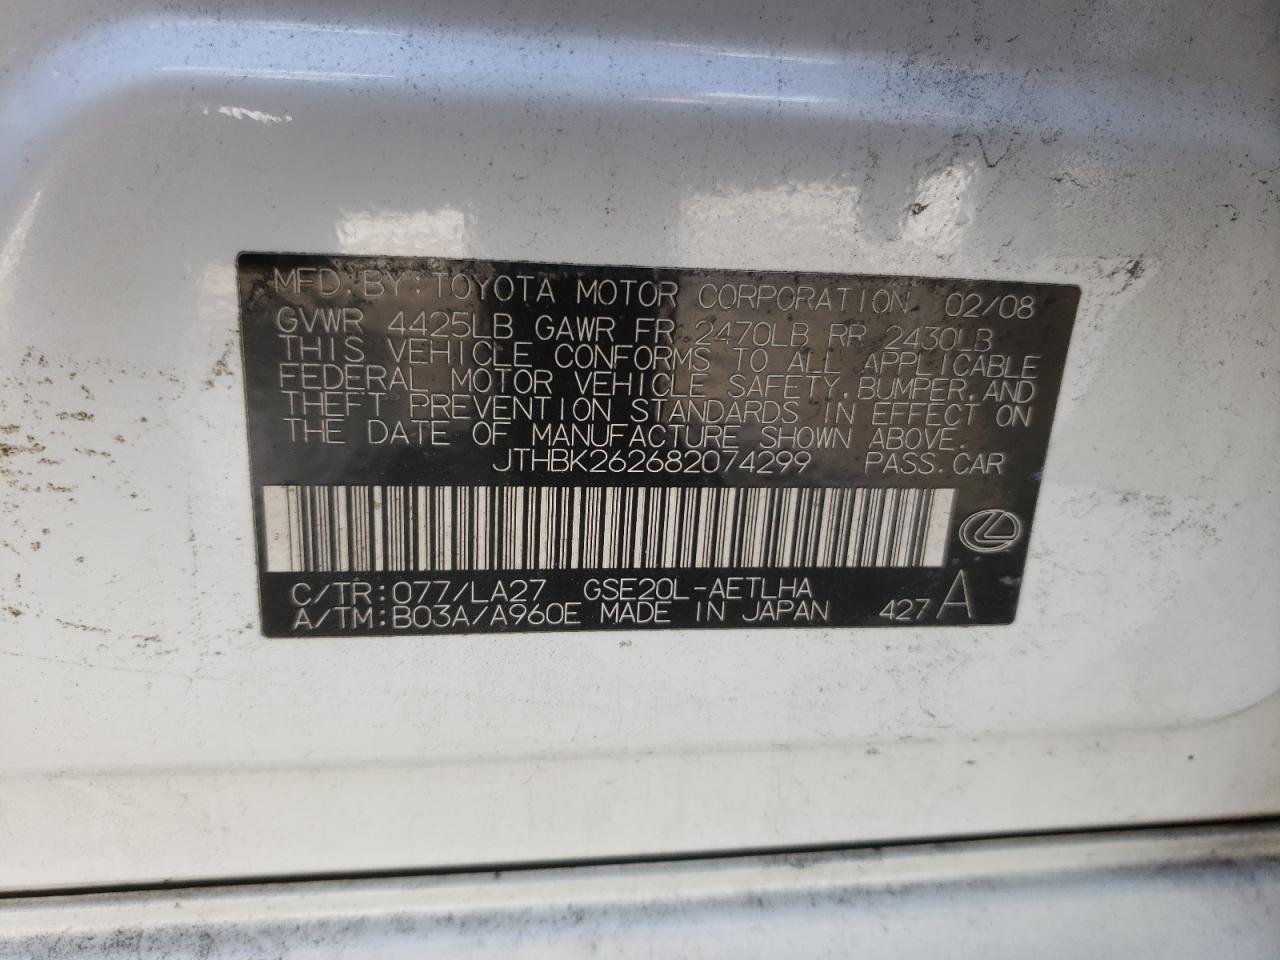 MFD. BY: TOYOTA MOTOR CORPORATION 02/08
GVWR 4425LB GAWR FR 2470LB RR 2430LB
THIS VEHICLE CONFORMS TO ALL APPLICABLE
FEDERAL MOTOR VEHICLE SAFETY, BUMPER, AND
THEFT PREVENTION STANDARDS IN EFFECT ON
THE DATE OF MANUFACTURE SHOWN ABOVE.
JTHBK262682074299 PASS. CAR
C/TR: 077/LA27 GSE20L-AETLHA
A/TM: B03A/A960E MADE IN JAPAN 427 A